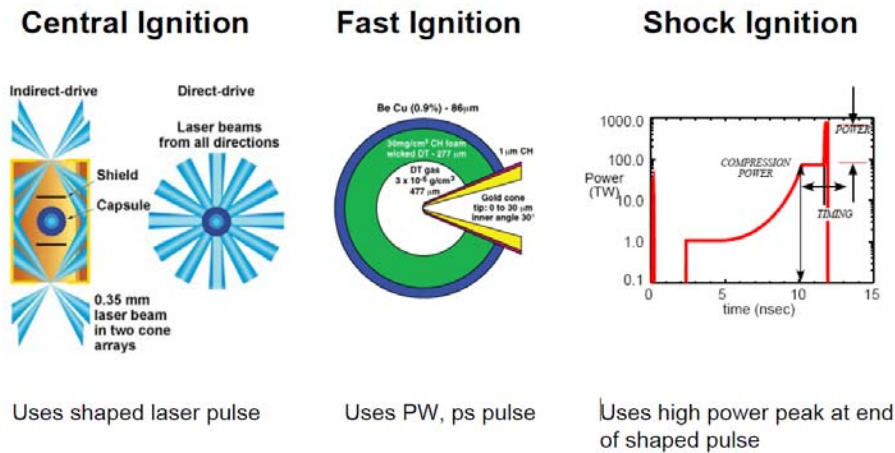 Central Ignition
Fast Ignition
Shock Ignition
Indirect-drive
Direct-drive
Laser beams
from all directions
Shield
Capsule
0.35 mm
laser beam
in two cone
arrays
Be Cu (0.9%) - 86μm
30mg/cm³ CH foam
wicked DT - 277 μm
1 μm CH
DT gas
3 x 10⁻⁵ g/cm³
477 μm
Gold cone
tip: 0 to 30 μm
inner angle 30°
1000.0
100.0
Power
(TW)
10.0
1.0
0.1
POWER
COMPRESSION
POWER
TIMING
0
5
10
15
time (nsec)
Uses shaped laser pulse
Uses PW, ps pulse
Uses high power peak at end
of shaped pulse